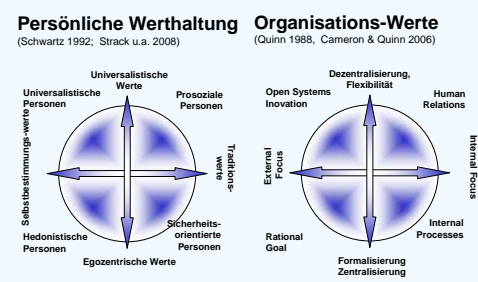 Persönliche Werthaltung
(Schwartz 1992; Strack u.a. 2008)
Universalistische
Werte
Universalistische
Personen
Prosoziale
Personen
Selbstbestimmungs-werte
Traditions-
werte
Hedonistische
Personen
Sicherheits-
orientierte
Personen
Egozentrische Werte
Organisations-Werte
(Quinn 1988, Cameron & Quinn 2006)
Dezentralisierung,
Flexibilität
Open Systems
Inovation
Human
Relations
External
Focus
Internal Focus
Rational
Goal
Internal
Processes
Formalisierung
Zentralisierung